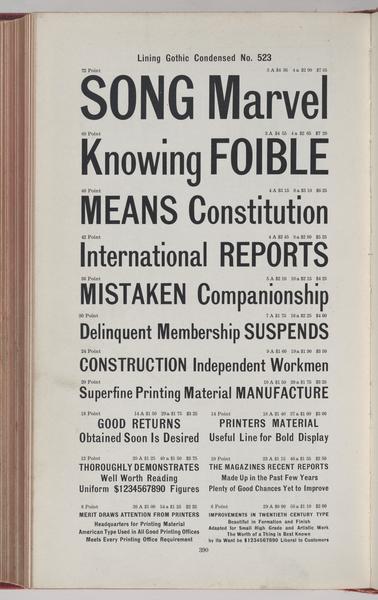 Lining Gothic Condensed No. 523
72 Point
SONG Marvel
60 Point
Knowing FOIBLE
48 Point
MEANS Constitution
42 Point
International REPORTS
36 Point
MISTAKEN Companionship
30 Point
Delinquent Membership SUSPENDS
24 Point
CONSTRUCTION Independent Workmen
20 Point
Superfine Printing Material MANUFACTURE
18 Point
GOOD RETURNS
Obtained Soon Is Desired
14 Point
PRINTERS MATERIAL
Useful Line for Bold Display
12 Point
THOROUGHLY DEMONSTRATES
Well Worth Reading
Uniform $1234567890 Figures
10 Point
THE MAGAZINES RECENT REPORTS
Made Up in the Past Few Years
Plenty of Good Chances Yet to Improve
8 Point
MERIT DRAWS ATTENTION FROM PRINTERS
Headquarters for Printing Material
American Type Used in All Good Printing Offices
Meets Every Printing Office Requirement
6 Point
IMPROVEMENTS IN TWENTIETH CENTURY TYPE
Beautiful in Formation and Finish
Adapted for Small High Grade and Artistic Work
The Worth of a Thing is Best Known
by its Want be $1234567890 Liberal to Customers
390